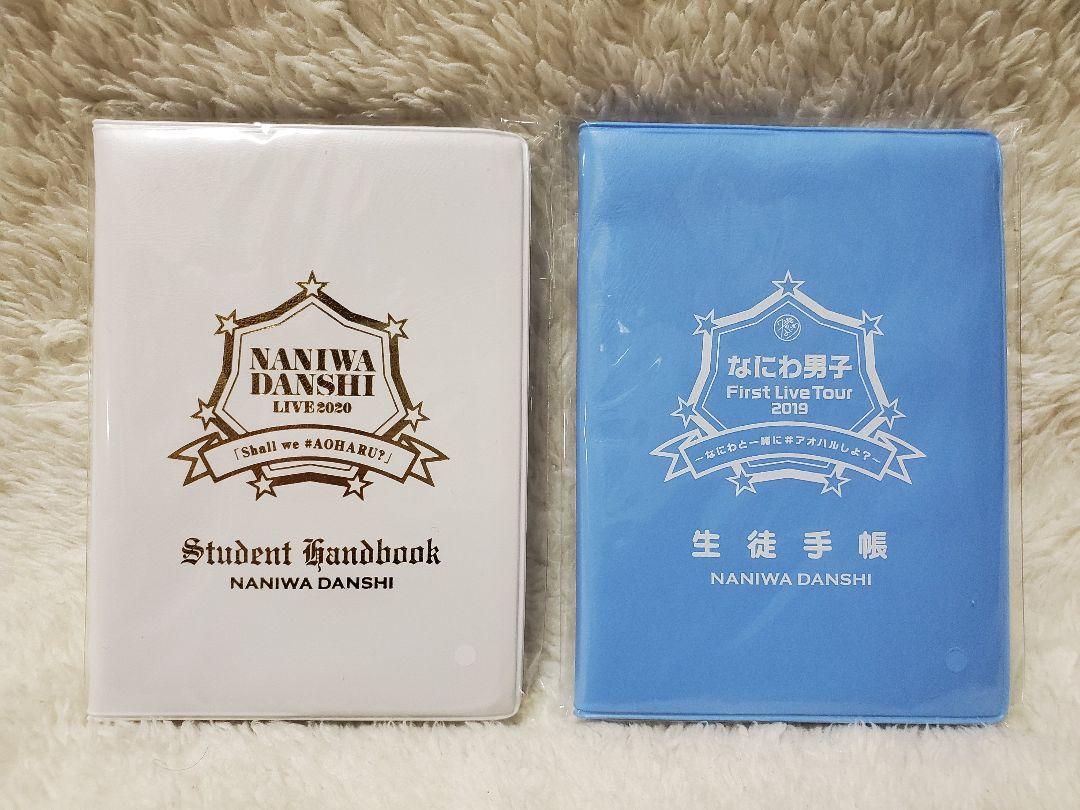 NANIWA
DANSHI
LIVE 2020
「Shall we #AOHARU?」
Student Handbook
NANIWA DANSHI
なにわ男子
First Live Tour
2019
〜なにわと一緒に#アオハルしよ?〜
生徒手帳
NANIWA DANSHI